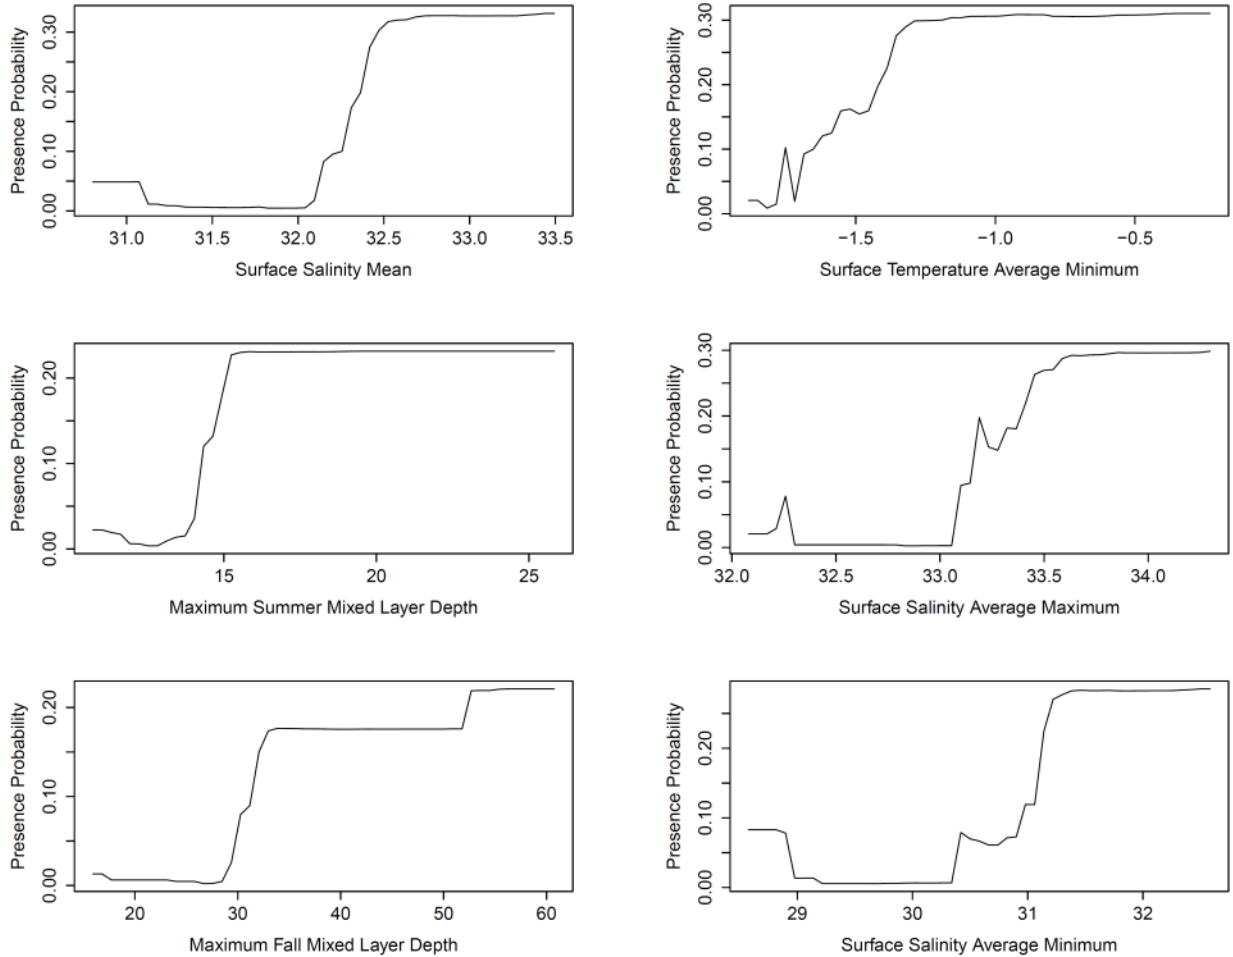 Presence Probability
0.30
0.20
0.10
0.00
31.0 31.5 32.0 32.5 33.0 33.5
Surface Salinity Mean
Presence Probability
0.30
0.20
0.10
0.00
−1.5 −1.0 −0.5
Surface Temperature Average Minimum
Presence Probability
0.20
0.10
0.00
15 20 25
Maximum Summer Mixed Layer Depth
Presence Probability
0.30
0.20
0.10
0.00
32.0 32.5 33.0 33.5 34.0
Surface Salinity Average Maximum
Presence Probability
0.20
0.10
0.00
20 30 40 50 60
Maximum Fall Mixed Layer Depth
Presence Probability
0.20
0.10
0.00
29 30 31 32
Surface Salinity Average Minimum